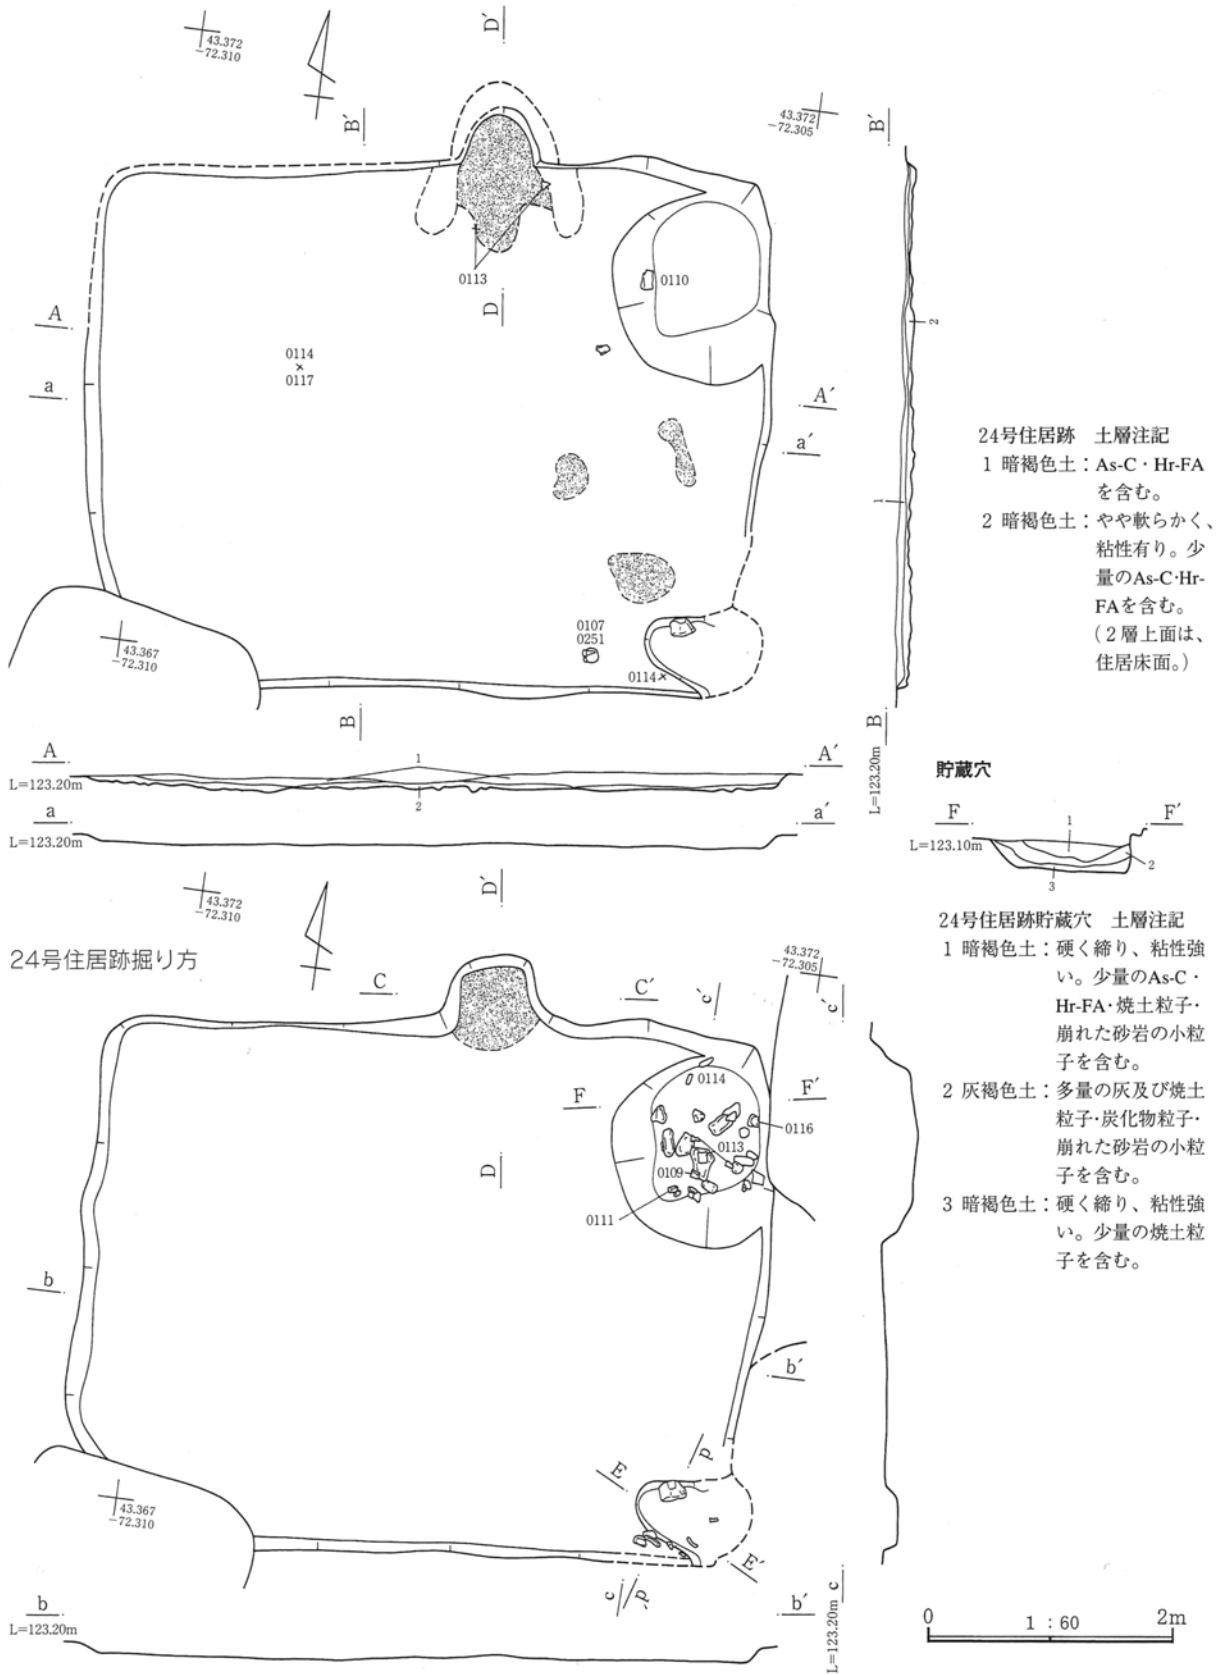 43.372
−72.310
D′
B′
43.372
−72.305
B′
0113
0110
D
A
a
0114
0117
A′
a′
2
1
24号住居跡　土層注記
1 暗褐色土：As-C・Hr-FA
を含む。
2 暗褐色土：やや軟らかく、
粘性有り。少
量のAs-C･Hr-
FAを含む。
（2層上面は、
住居床面。）
43.367
−72.310
0107
0251
0114
B
B
L=123.20m
A
L=123.20m
1
2
A′
a
L=123.20m
a′
貯蔵穴
F
L=123.10m
1
F′
2
3
43.372
−72.310
D′
24号住居跡掘り方
C
C′
c′
43.372
−72.305
c′
24号住居跡貯蔵穴　土層注記
1 暗褐色土：硬く締り、粘性強
い。少量のAs-C・
Hr-FA･焼土粒子･
崩れた砂岩の小粒
子を含む。
2 灰褐色土：多量の灰及び焼土
粒子･炭化物粒子･
崩れた砂岩の小粒
子を含む。
3 暗褐色土：硬く締り、粘性強
い。少量の焼土粒
子を含む。
F
0114
F′
0116
0113
D
0109
0111
b
b′
43.367
−72.310
E
d
E′
c
d′
c
L=123.20m
b
L=123.20m
b′
0
1：60
2m